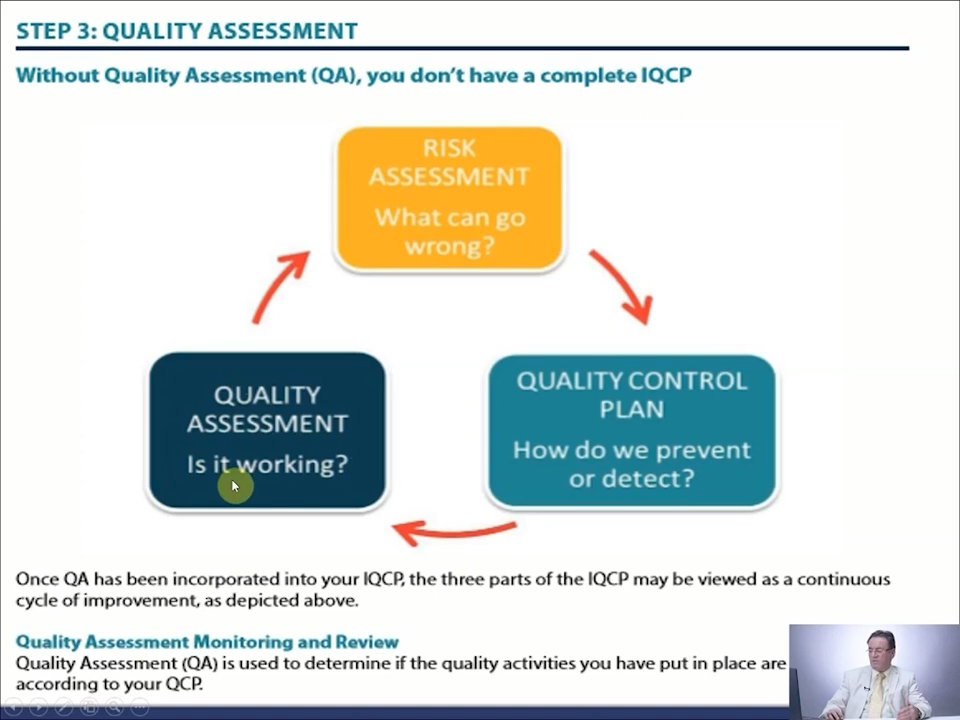 STEP 3: QUALITY ASSESSMENT
Without Quality Assessment (QA), you don't have a complete IQCP
RISK
ASSESSMENT
What can go
wrong?
QUALITY
ASSESSMENT
Is it working?
QUALITY CONTROL
PLAN
How do we prevent
or detect?
Once QA has been incorporated into your IQCP, the three parts of the IQCP may be viewed as a continuous
cycle of improvement, as depicted above.
Quality Assessment Monitoring and Review
Quality Assessment (QA) is used to determine if the quality activities you have put in place are
according to your QCP.